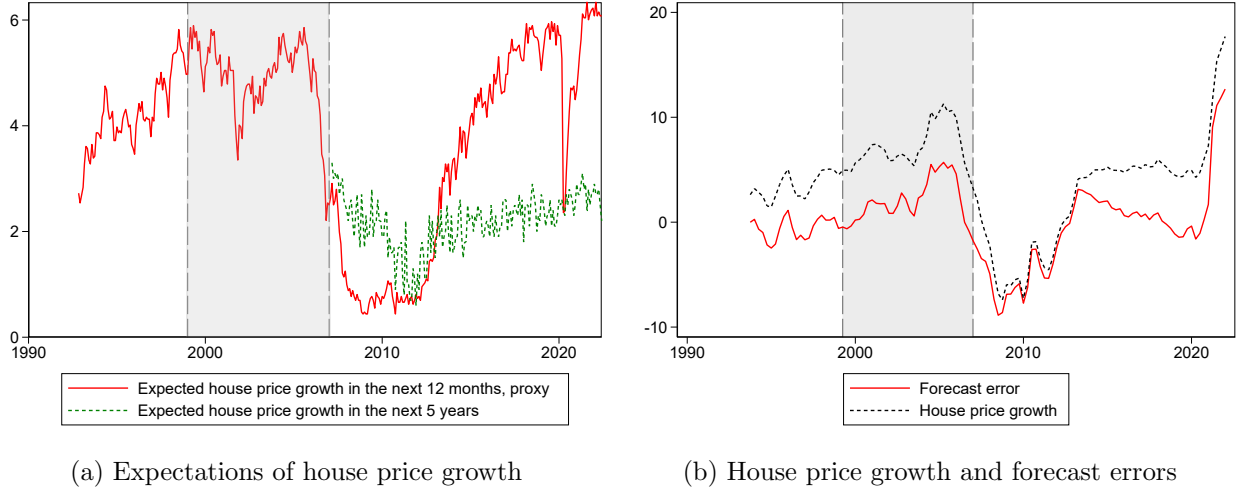 6
4
2
0
1990
2000
2010
2020
Expected house price growth in the next 12 months, proxy
Expected house price growth in the next 5 years
(a) Expectations of house price growth
20
10
0
-10
1990
2000
2010
2020
Forecast error
House price growth
(b) House price growth and forecast errors